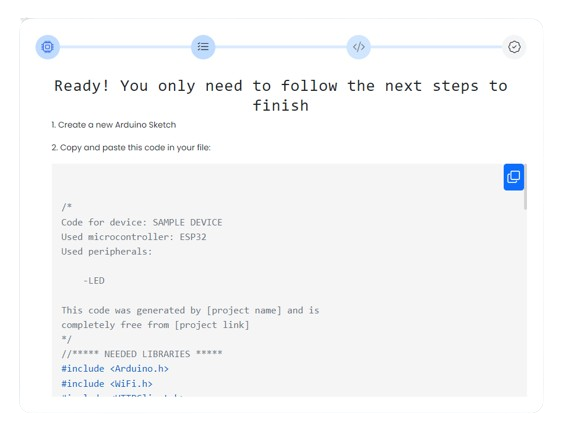 Ready! You only need to follow the next steps to
finish
1. Create a new Arduino Sketch
2. Copy and paste this code in your file:
/*
Code for device: SAMPLE DEVICE
Used microcontroller: ESP32
Used peripherals:
-LED
This code was generated by [project name] and is
completely free from [project link]
*/
//***** NEEDED LIBRARIES *****
#include <Arduino.h>
#include <WiFi.h>